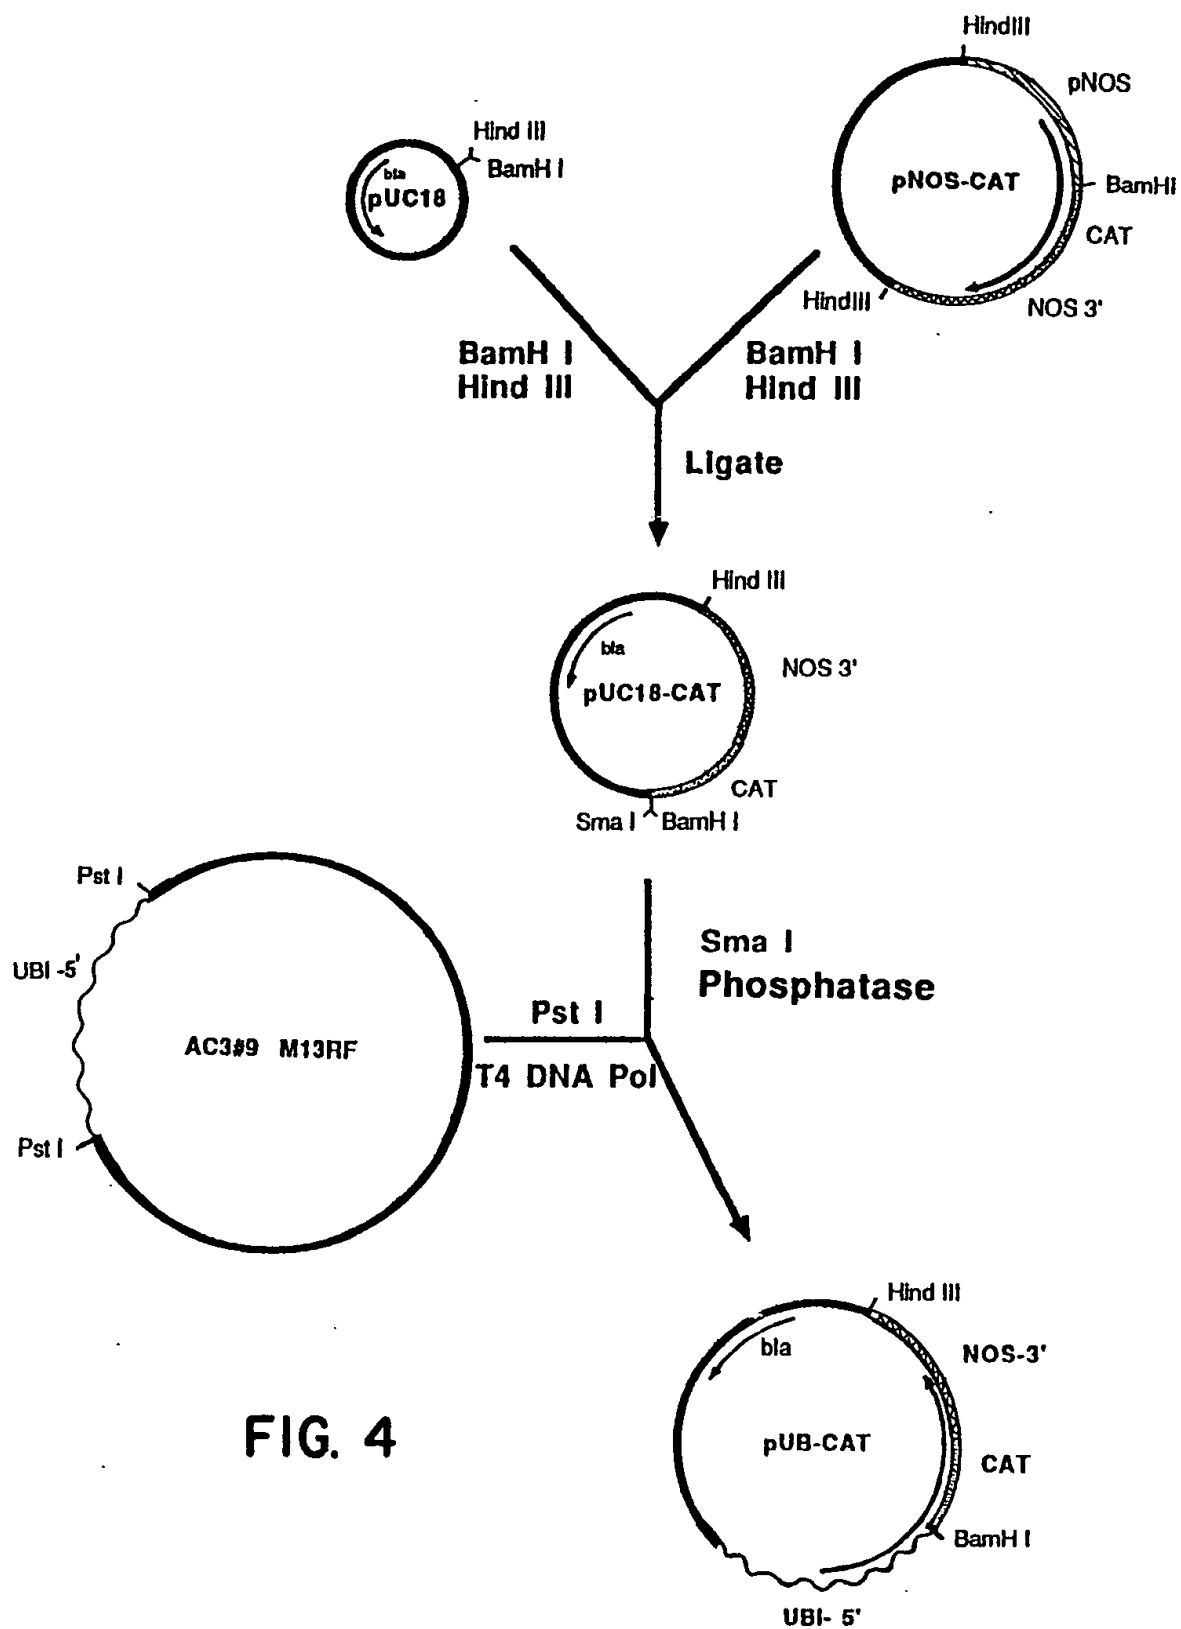 HindIII
pNOS
Hind III
BamH I
bla
pUC18
pNOS-CAT
BamHI
CAT
HindIII
NOS 3'
BamH I
Hind III
BamH I
Hind III
Ligate
Hind III
bla
NOS 3'
pUC18-CAT
CAT
Sma I
BamH I
Pst I
UBI -5'
Sma I
Phosphatase
Pst I
AC3#9 M13RF
T4 DNA Pol
Pst I
Hind III
bla
NOS-3'
FIG. 4
pUB-CAT
CAT
BamH I
UBI- 5'